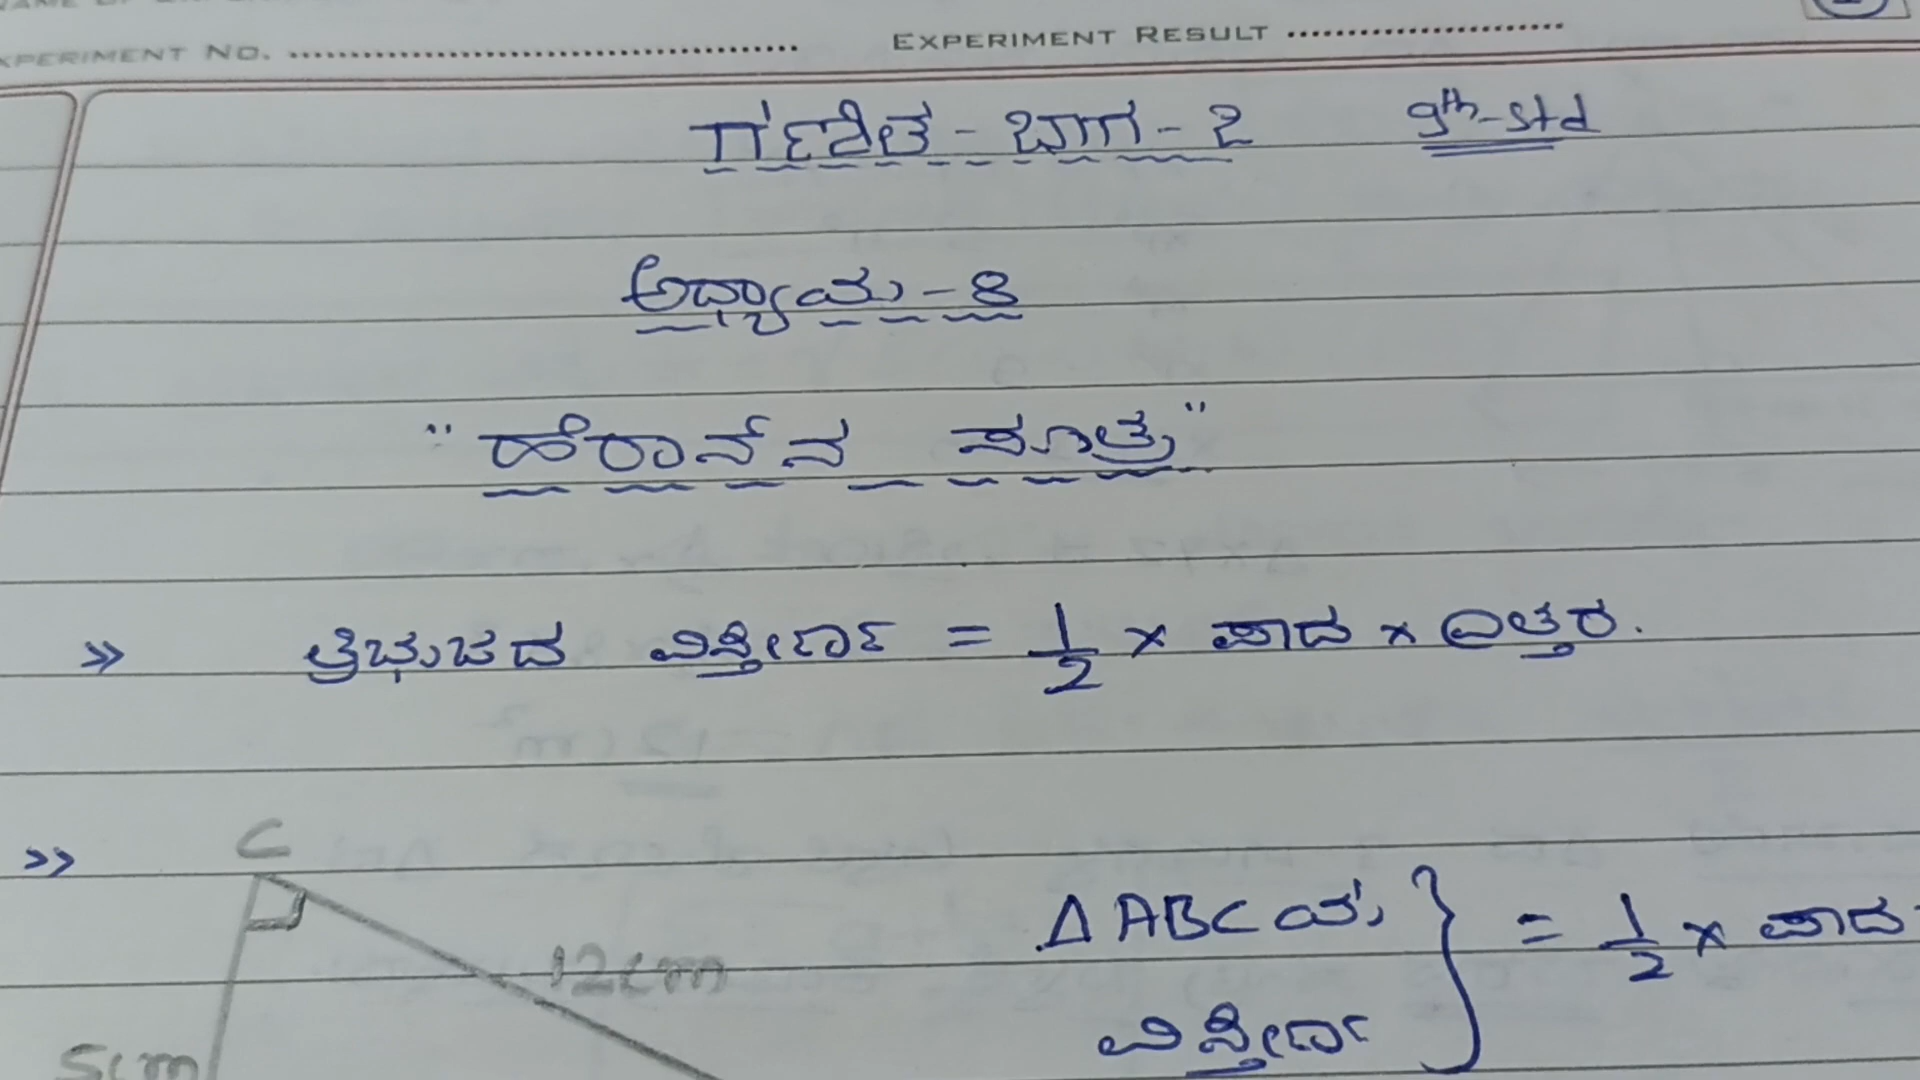 EXPERIMENT NO. ........ EXPERIMENT RESULT ........
ಗಣಿತ - ಭಾಗ - 2 9th-std
ಅಧ್ಯಾಯ - 8
"ಹೆರಾನ್‌ನ ಸೂತ್ರ"
>> ತ್ರಿಭುಜದ ವಿಸ್ತೀರ್ಣ = 1/2 × ಪಾದ × ಎತ್ತರ.
>> C
12cm
5cm
Δ ABC ಯ } = 1/2 × ಪಾದ
ವಿಸ್ತೀರ್ಣ